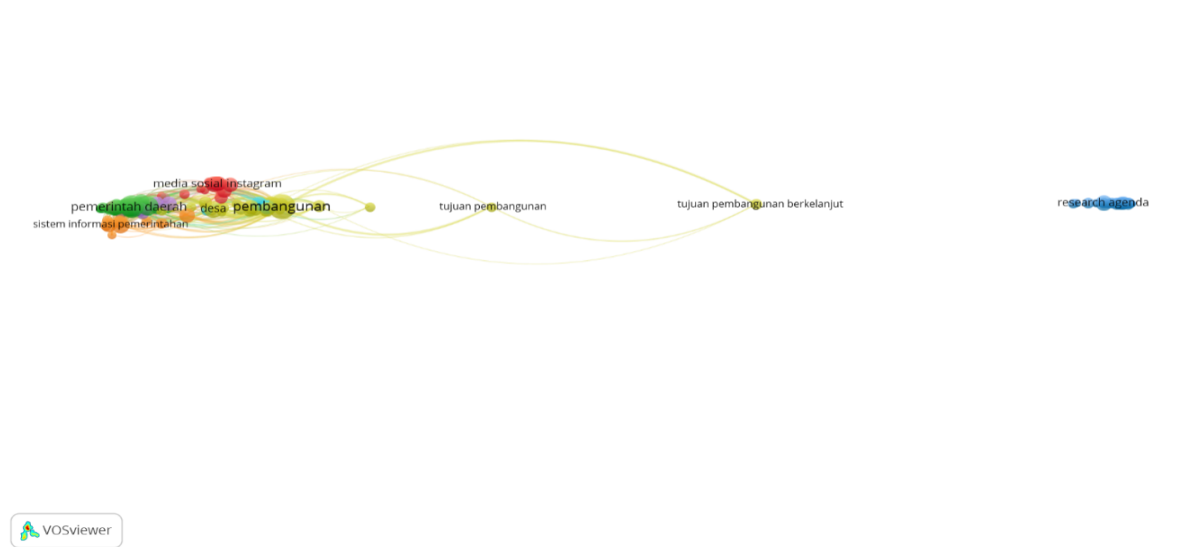 media sosial instagram
pemerintah daerah
desa
pembangunan
tujuan pembangunan
tujuan pembangunan berkelanjut
research agenda
sistem informasi pemerintahan
VOSviewer